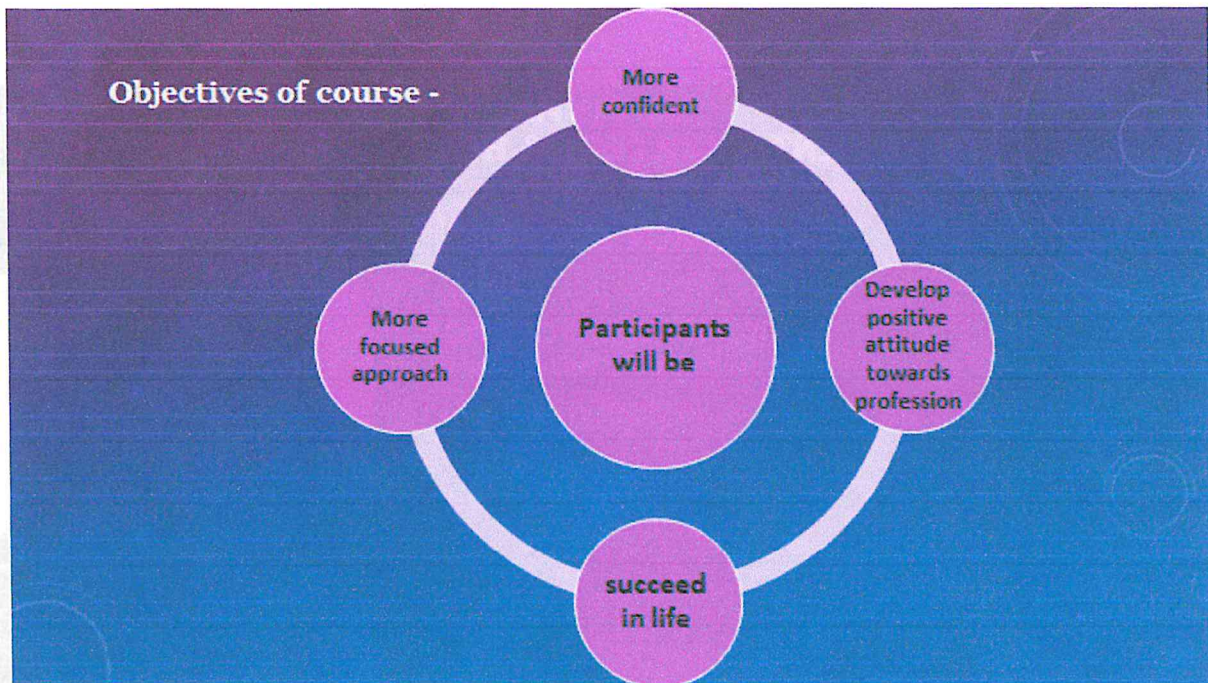 Objectives of course -
More
confident
Develop
positive
attitude
towards
profession
succeed
in life
More
focused
approach
Participants
will be